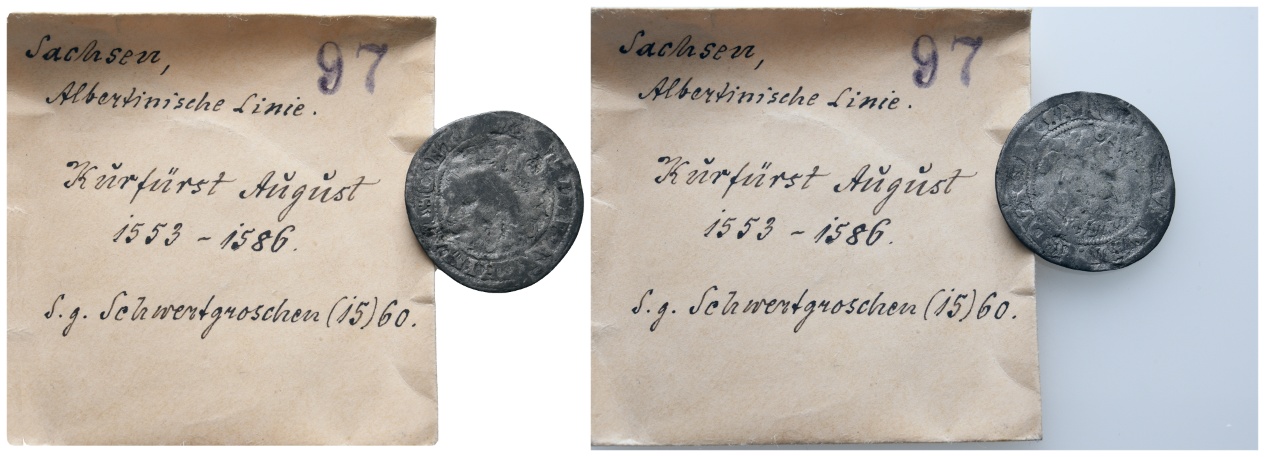 Sachsen, 97
Albertinische Linie.
Kurfürst August
1553 - 1586.
S.g. Schwertgroschen (15)60.
Sachsen, 97
Albertinische Linie.
Kurfürst August
1553 - 1586.
S.g. Schwertgroschen (15)60.